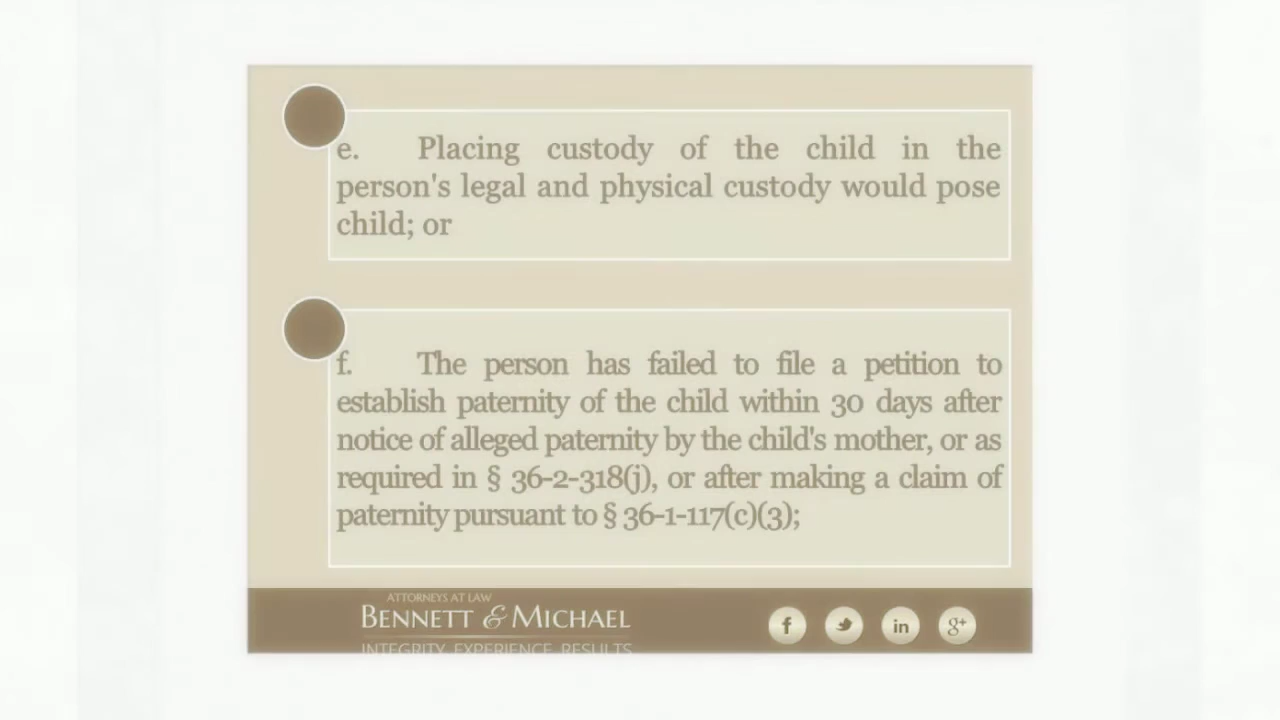 e. Placing custody of the child in the
person's legal and physical custody would pose
child; or
f. The person has failed to file a petition to
establish paternity of the child within 30 days after
notice of alleged paternity by the child's mother, or as
required in § 36-2-318(j), or after making a claim of
paternity pursuant to § 36-1-117(c)(3);
ATTORNEYS AT LAW
BENNETT & MICHAEL
INTEGRITY. EXPERIENCE. RESULTS.
f in g+